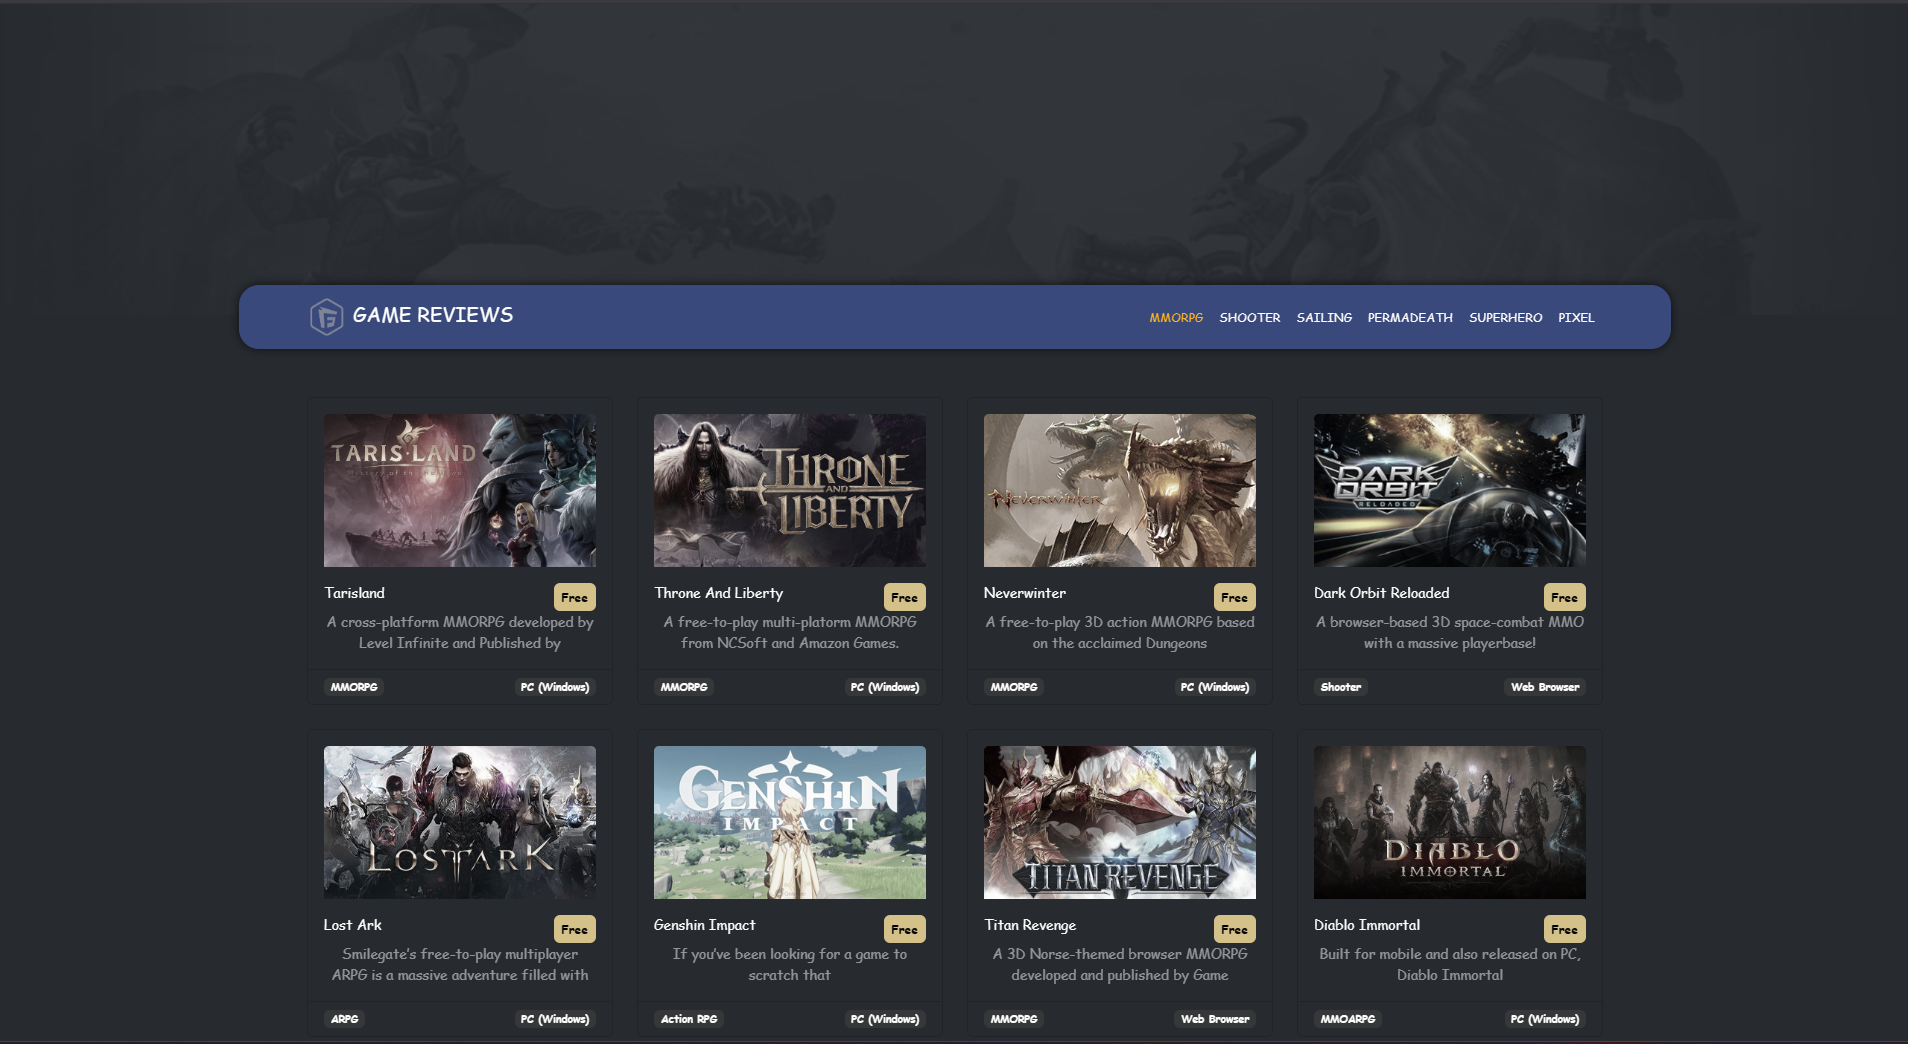 GAME REVIEWS
MMORPG SHOOTER SAILING PERMADEATH SUPERHERO PIXEL
TARISLAND
THRONE
AND
LIBERTY
NEVERWINTER
DARK
ORBIT
RELOADED
Tarisland
Free
A cross-platform MMORPG developed by
Level Infinite and Published by
MMORPG PC (Windows)
Throne And Liberty
Free
A free-to-play multi-platorm MMORPG
from NCSoft and Amazon Games.
MMORPG PC (Windows)
Neverwinter
Free
A free-to-play 3D action MMORPG based
on the acclaimed Dungeons
MMORPG PC (Windows)
Dark Orbit Reloaded
Free
A browser-based 3D space-combat MMO
with a massive playerbase!
Shooter Web Browser
LOST ARK
GENSHIN
IMPACT
TITAN REVENGE
DIABLO
IMMORTAL
Lost Ark
Free
Smilegate's free-to-play multiplayer
ARPG is a massive adventure filled with
ARPG PC (Windows)
Genshin Impact
Free
If you've been looking for a game to
scratch that
Action RPG PC (Windows)
Titan Revenge
Free
A 3D Norse-themed browser MMORPG
developed and published by Game
MMORPG Web Browser
Diablo Immortal
Free
Built for mobile and also released on PC,
Diablo Immortal
MMOARPG PC (Windows)